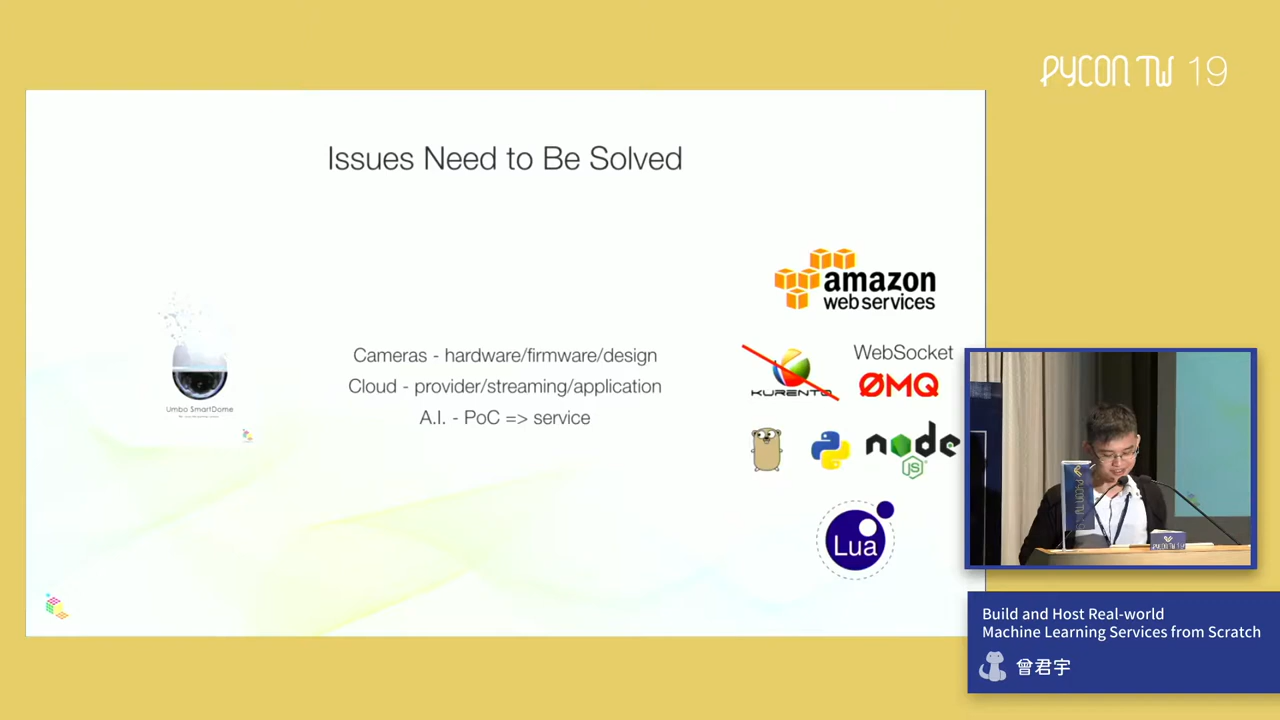 PYCON TW 19
Issues Need to Be Solved
amazon
web services
Cameras - hardware/firmware/design
Cloud - provider/streaming/application
A.I. - PoC => service
KURENTO
WebSocket
ØMQ
node
JS
Lua
Umbo SmartDome
PYCON TW
Build and Host Real-world
Machine Learning Services from Scratch
曾君宇